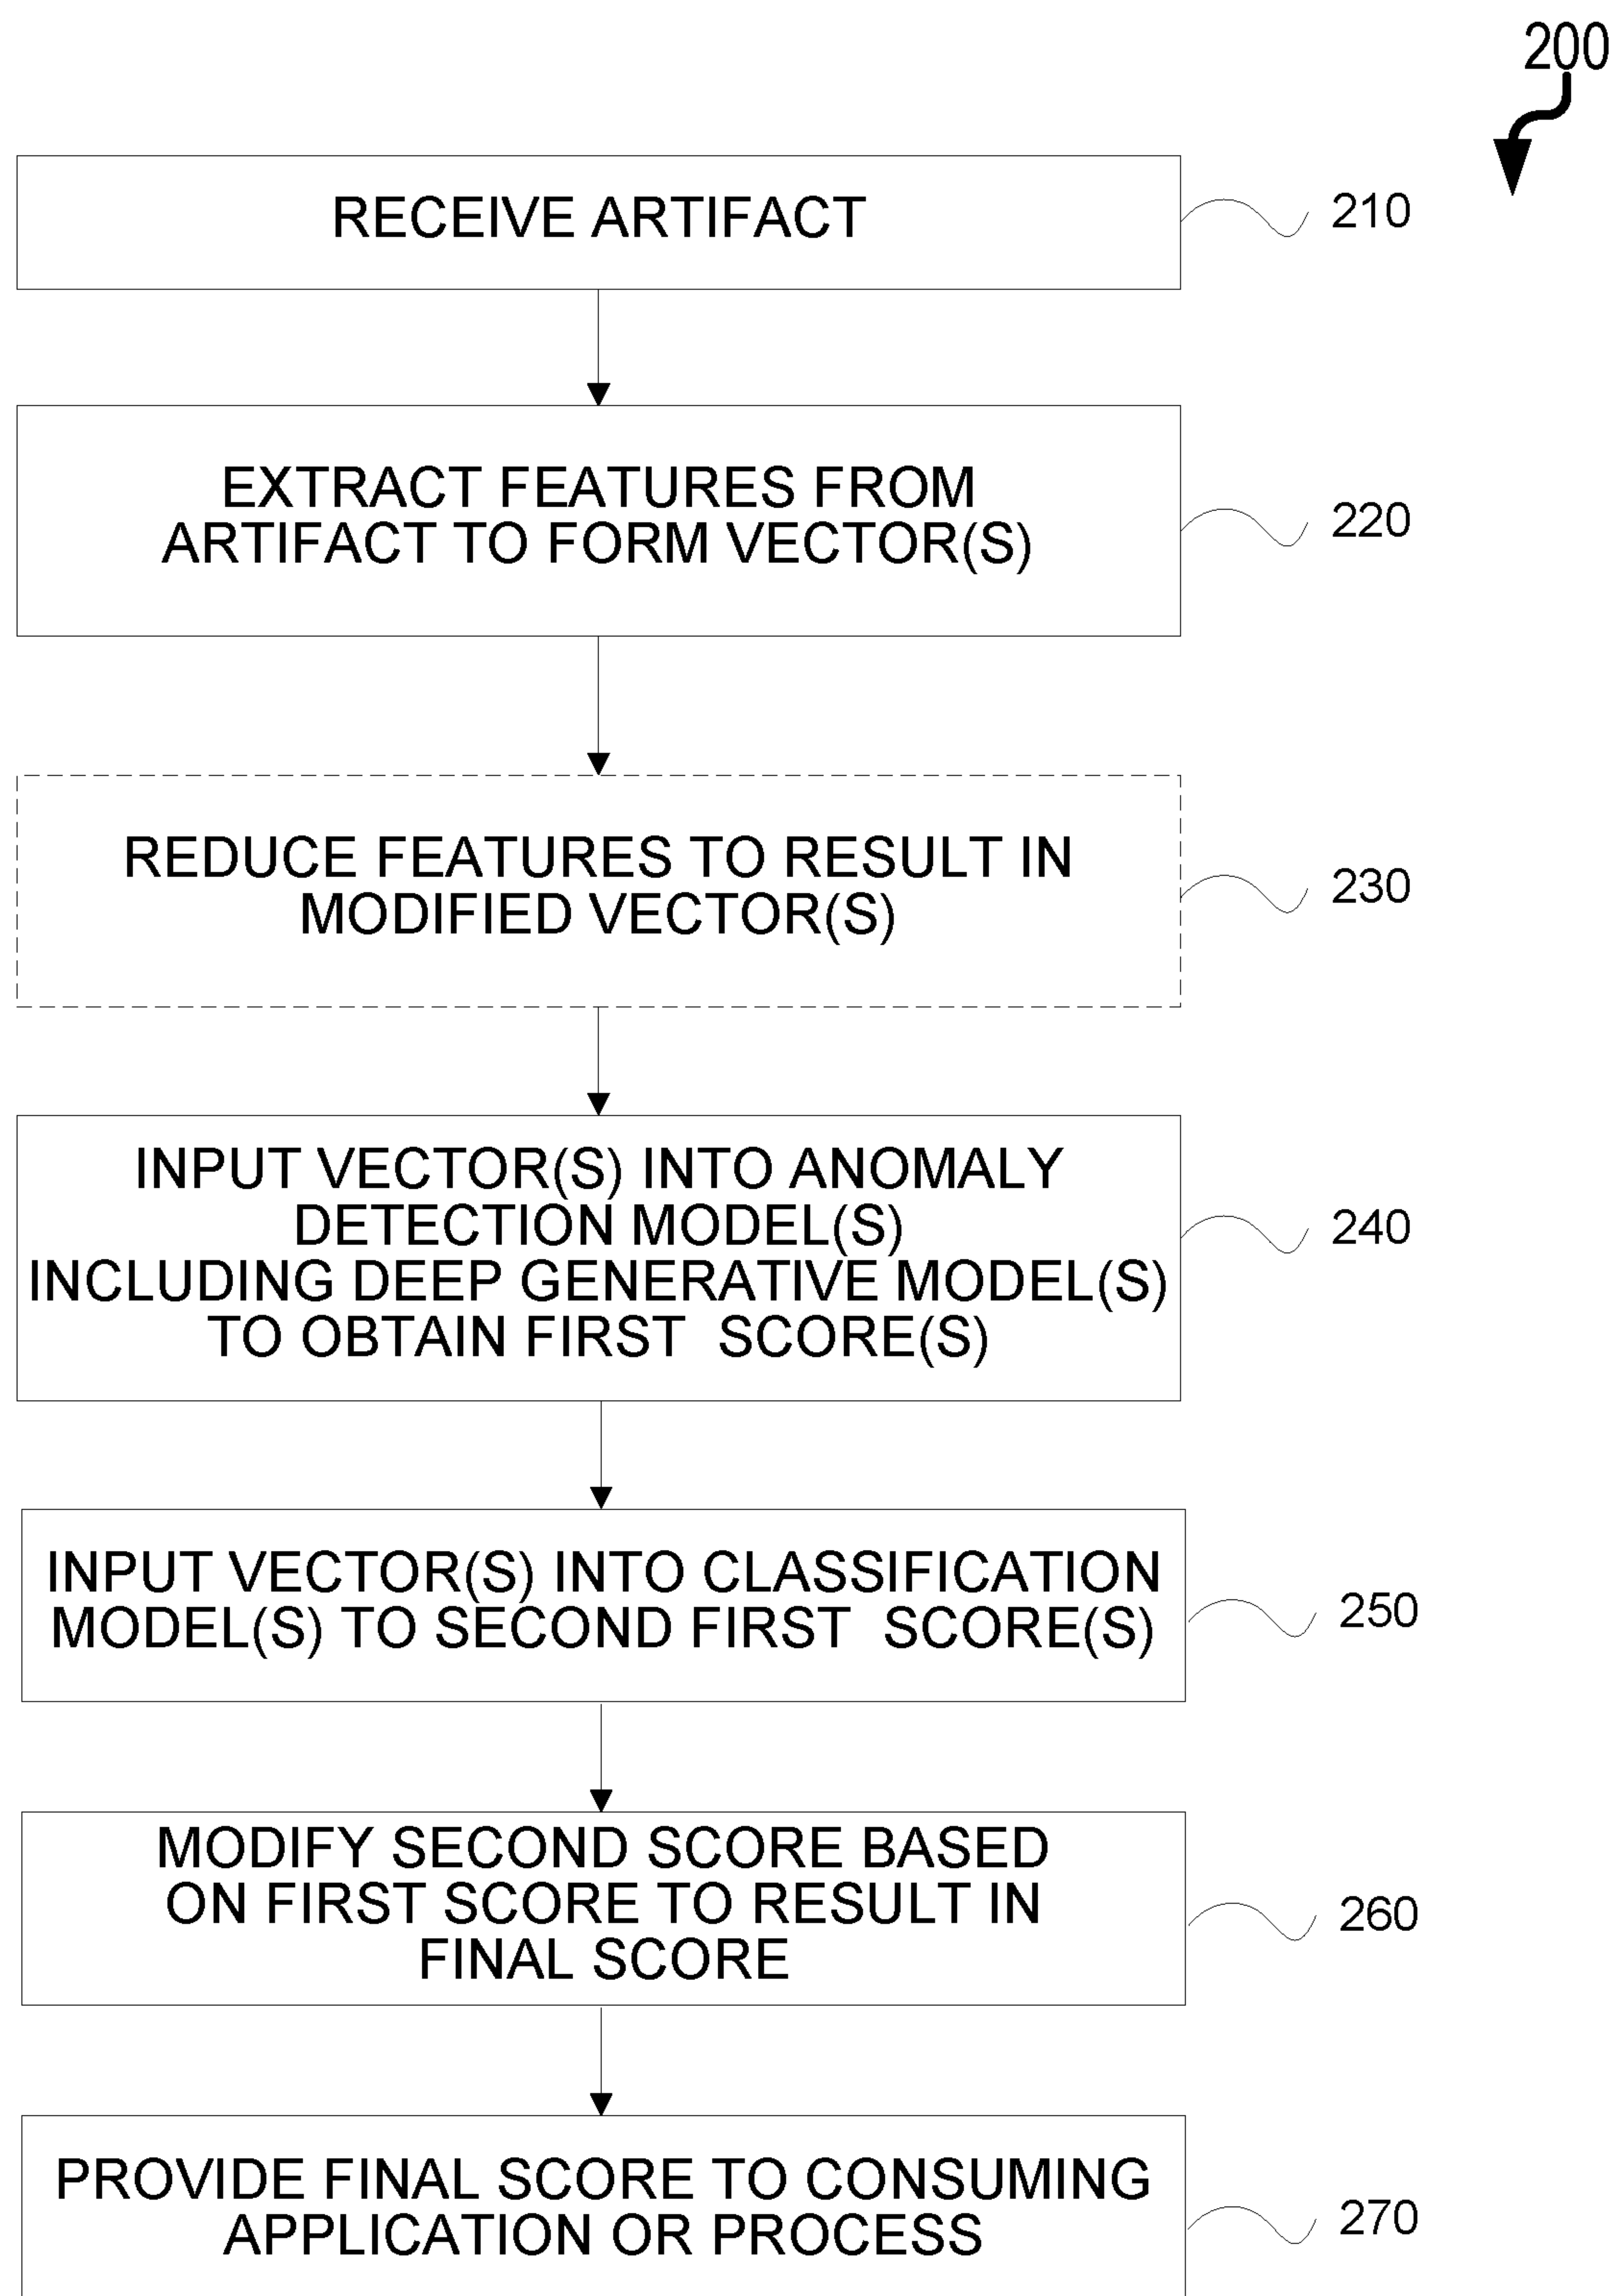 200
RECEIVE ARTIFACT
210
EXTRACT FEATURES FROM
ARTIFACT TO FORM VECTOR(S)
220
REDUCE FEATURES TO RESULT IN
MODIFIED VECTOR(S)
230
INPUT VECTOR(S) INTO ANOMALY
DETECTION MODEL(S)
INCLUDING DEEP GENERATIVE MODEL(S)
TO OBTAIN FIRST SCORE(S)
240
INPUT VECTOR(S) INTO CLASSIFICATION
MODEL(S) TO SECOND FIRST SCORE(S)
250
MODIFY SECOND SCORE BASED
ON FIRST SCORE TO RESULT IN
FINAL SCORE
260
PROVIDE FINAL SCORE TO CONSUMING
APPLICATION OR PROCESS
270